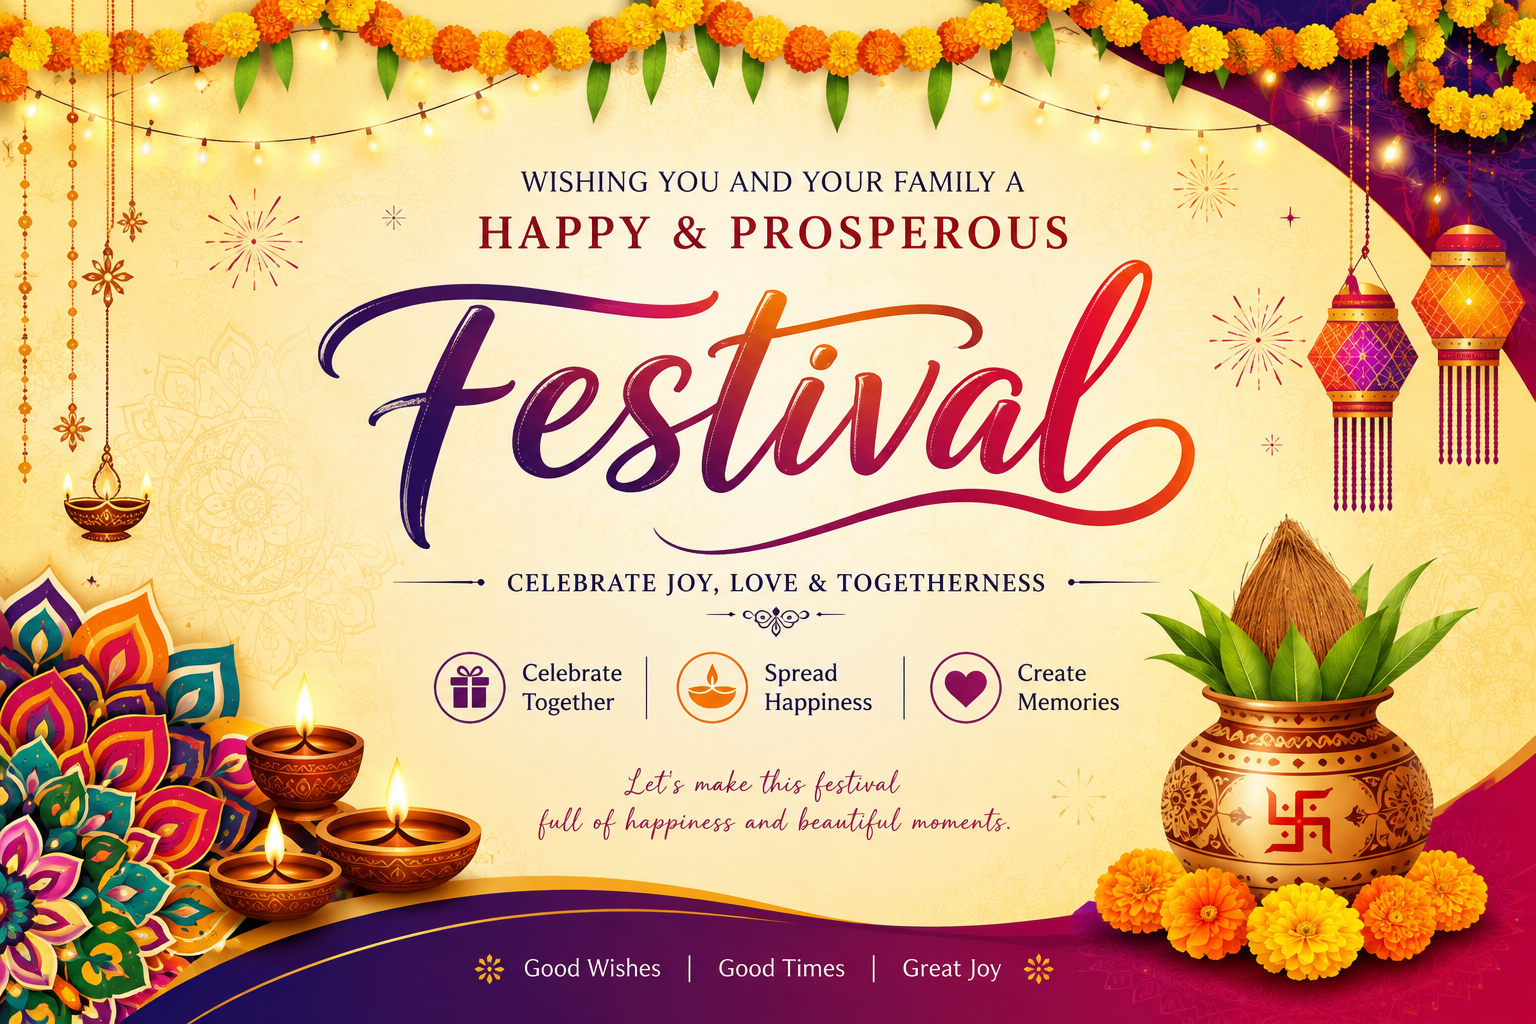 WISHING YOU AND YOUR FAMILY A
HAPPY & PROSPEROUS
Festival
CELEBRATE JOY, LOVE & TOGETHERNESS
Celebrate
Together
Spread
Happiness
Create
Memories
Let's make this festival
full of happiness and beautiful moments.
Good Wishes | Good Times | Great Joy